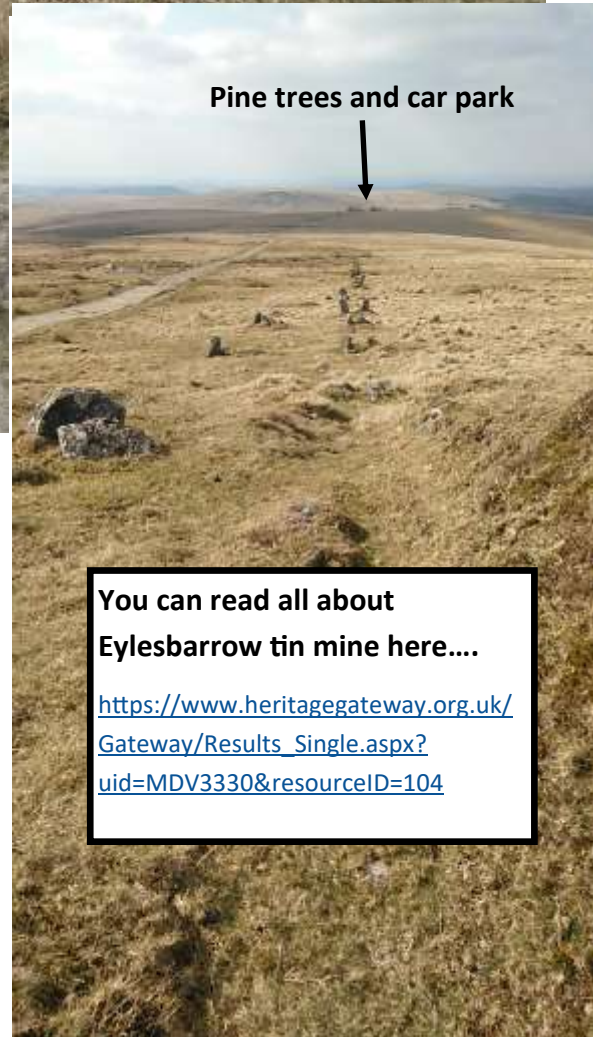 Pine trees and car park
You can read all about
Eylesbarrow tin mine here….
https://www.heritagegateway.org.uk/
Gateway/Results_Single.aspx?
uid=MDV3330&resourceID=104